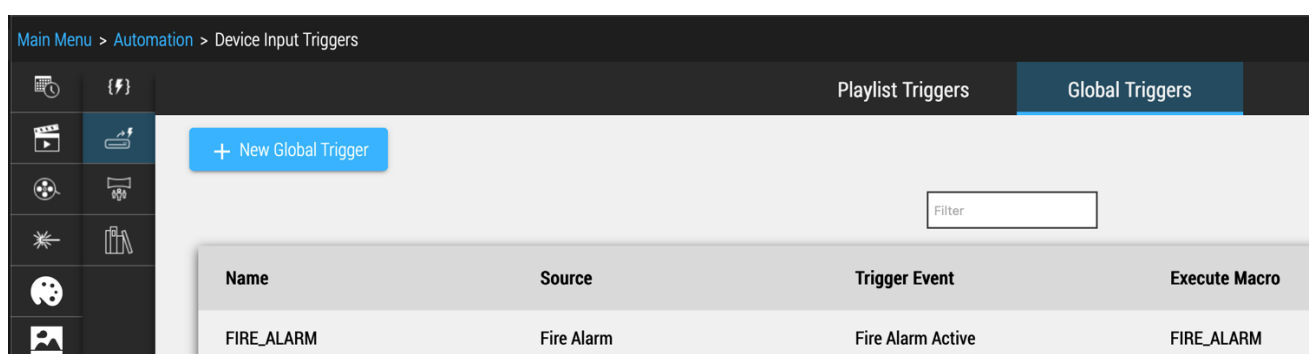 Main Menu > Automation > Device Input Triggers
Playlist Triggers Global Triggers
+ New Global Trigger
Filter
Name Source Trigger Event Execute Macro
FIRE_ALARM Fire Alarm Fire Alarm Active FIRE_ALARM